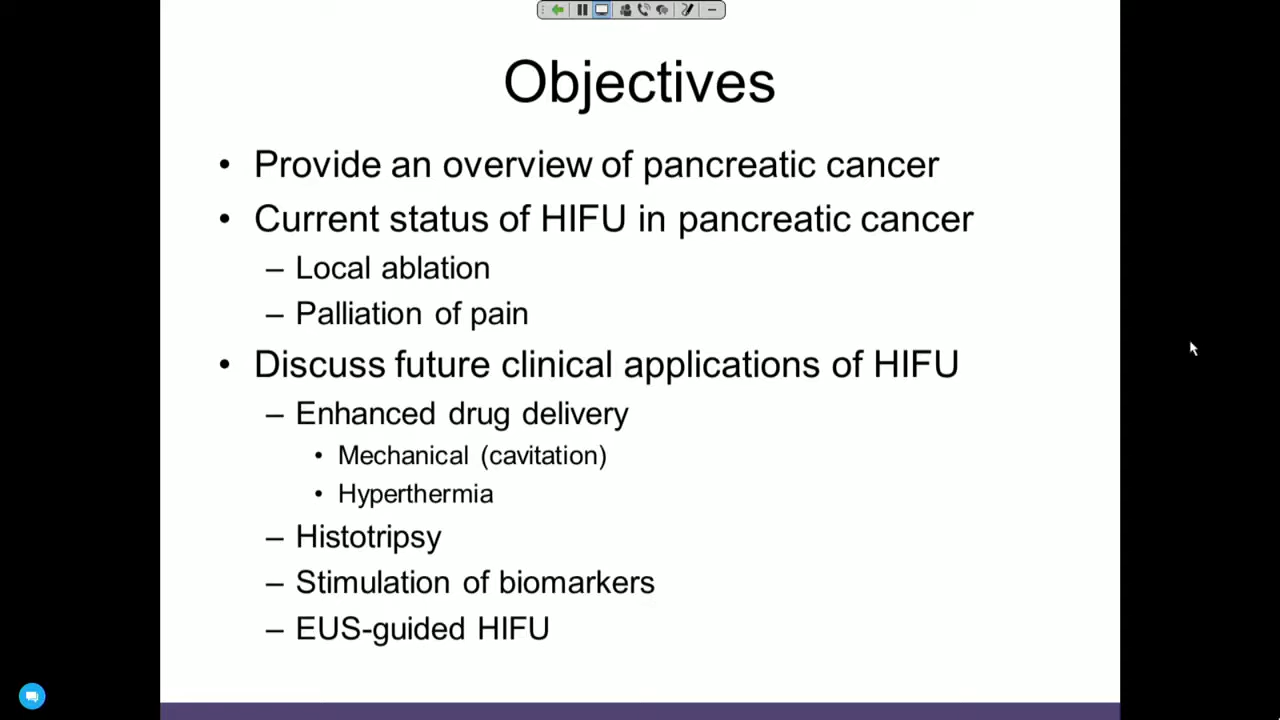 Objectives
• Provide an overview of pancreatic cancer
• Current status of HIFU in pancreatic cancer
– Local ablation
– Palliation of pain
• Discuss future clinical applications of HIFU
– Enhanced drug delivery
• Mechanical (cavitation)
• Hyperthermia
– Histotripsy
– Stimulation of biomarkers
– EUS-guided HIFU